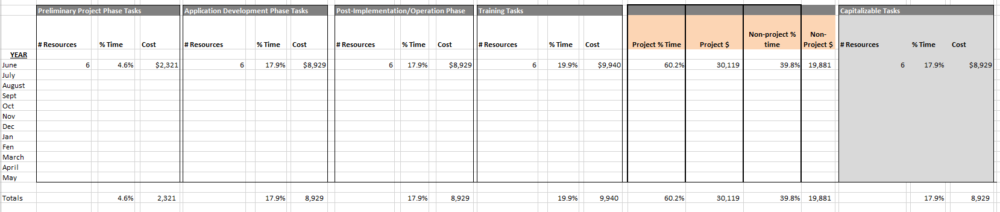 Preliminary Project Phase Tasks Application Development Phase Tasks Post-Implementation/Operation Phase Training Tasks Capitalizable Tasks
Non-project % Non-
# Resources % Time Cost # Resources % Time Cost # Resources % Time Cost # Resources % Time Cost Project % Time Project $ time Project $ # Resources % Time Cost
YEAR
June 6 4.6% $2,321 6 17.9% $8,929 6 17.9% $8,929 6 19.9% $9,940 60.2% 30,119 39.8% 19,881 6 17.9% $8,929
July
August
Sept
Oct
Nov
Dec
Jan
Fen
March
April
May
Totals 4.6% 2,321 17.9% 8,929 17.9% 8,929 19.9% 9,940 60.2% 30,119 39.8% 19,881 17.9% 8,929